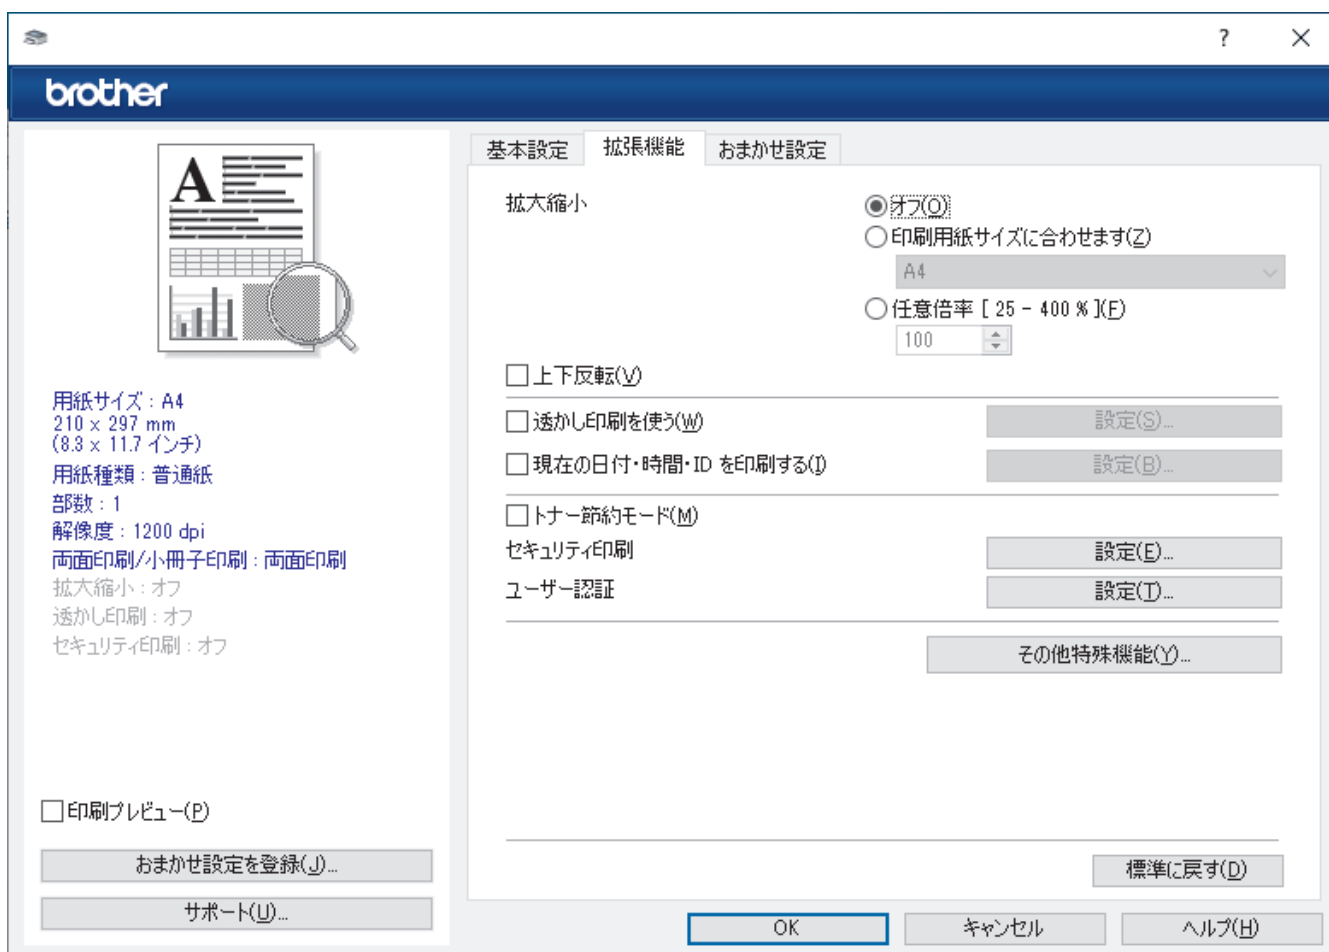 ?
brother
基本設定 拡張機能 おまかせ設定
A
用紙サイズ : A4
210 x 297 mm
(8.3 x 11.7 インチ)
用紙種類 : 普通紙
部数 : 1
解像度 : 1200 dpi
両面印刷/小冊子印刷 : 両面印刷
拡大縮小 : オフ
透かし印刷 : オフ
セキュリティ印刷 : オフ
印刷プレビュー(P)
おまかせ設定を登録(J)...
サポート(U)...
拡大縮小
オフ(O)
印刷用紙サイズに合わせます(Z)
A4
任意倍率 [ 25 - 400 % ](F)
100
上下反転(V)
透かし印刷を使う(W) 設定(S)...
現在の日付・時間・ID を印刷する(I) 設定(B)...
トナー節約モード(M)
セキュリティ印刷 設定(E)...
ユーザー認証 設定(T)...
その他特殊機能(Y)...
標準に戻す(D)
OK キャンセル ヘルプ(H)